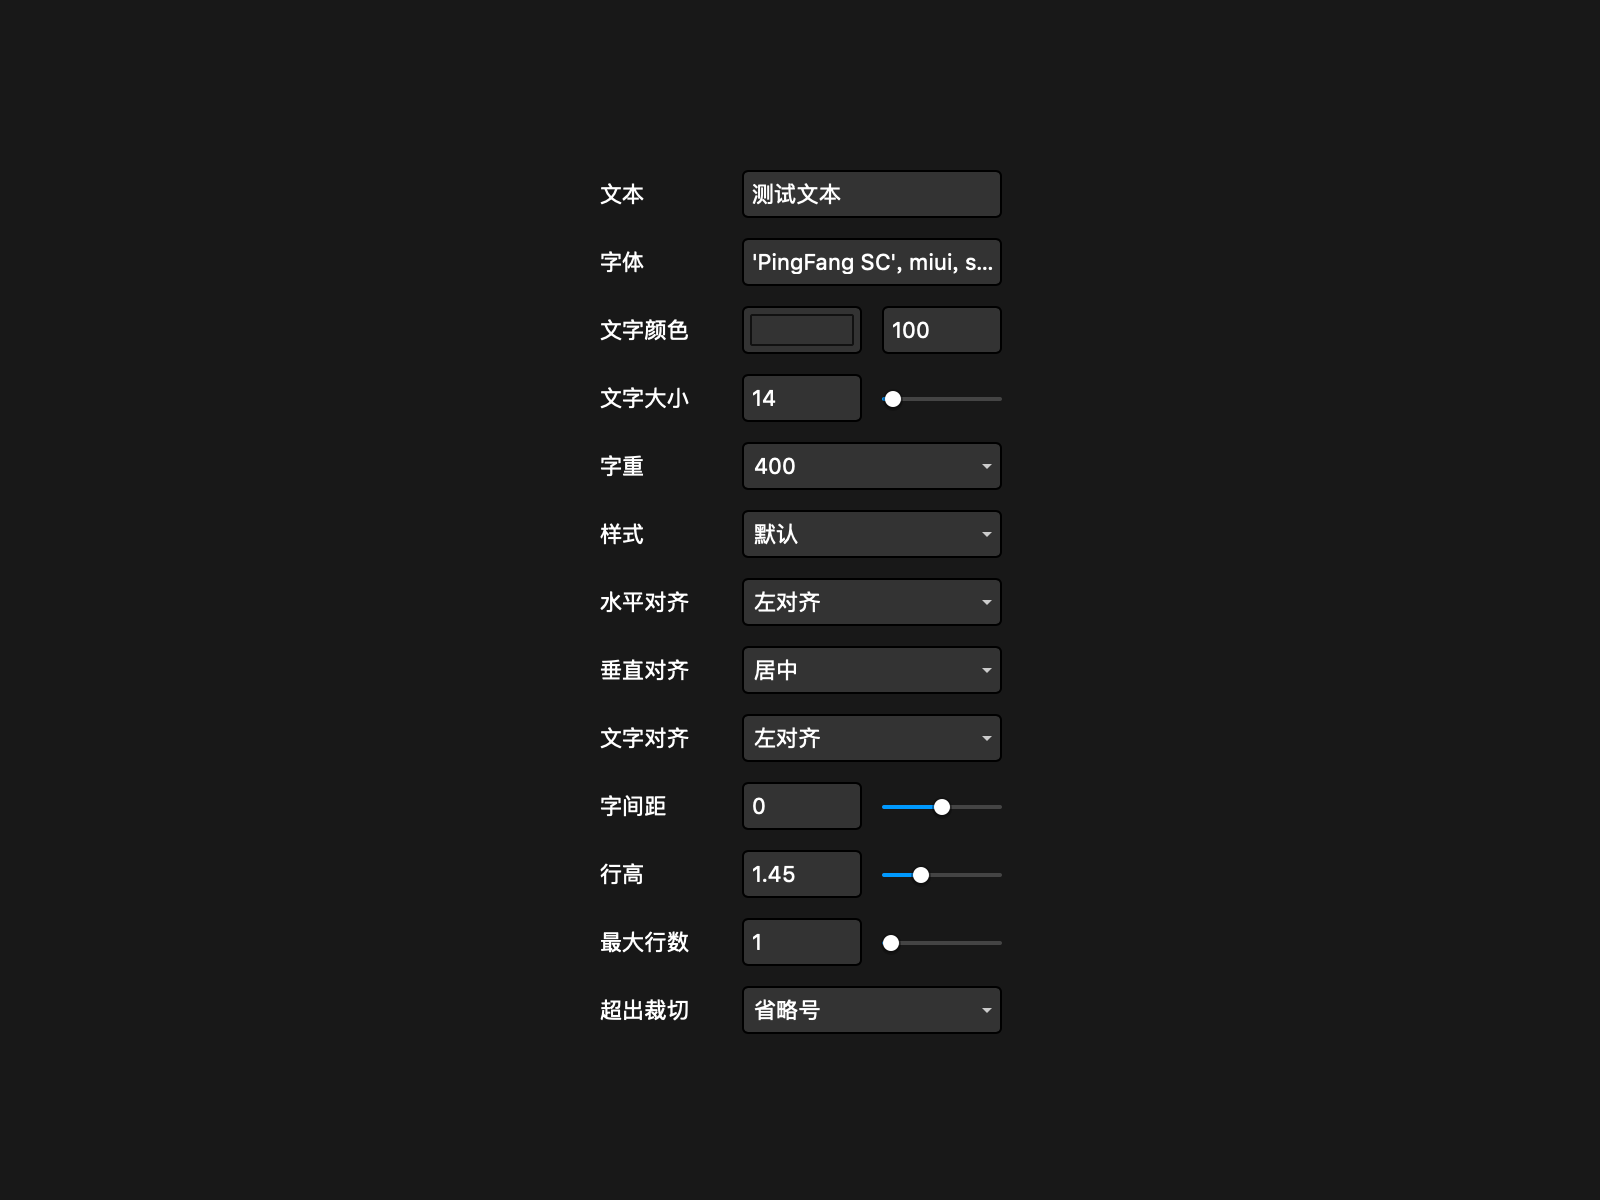 文本 测试文本
字体 'PingFang SC', miui, s...
文字颜色 100
文字大小 14
字重 400
样式 默认
水平对齐 左对齐
垂直对齐 居中
文字对齐 左对齐
字间距 0
行高 1.45
最大行数 1
超出裁切 省略号